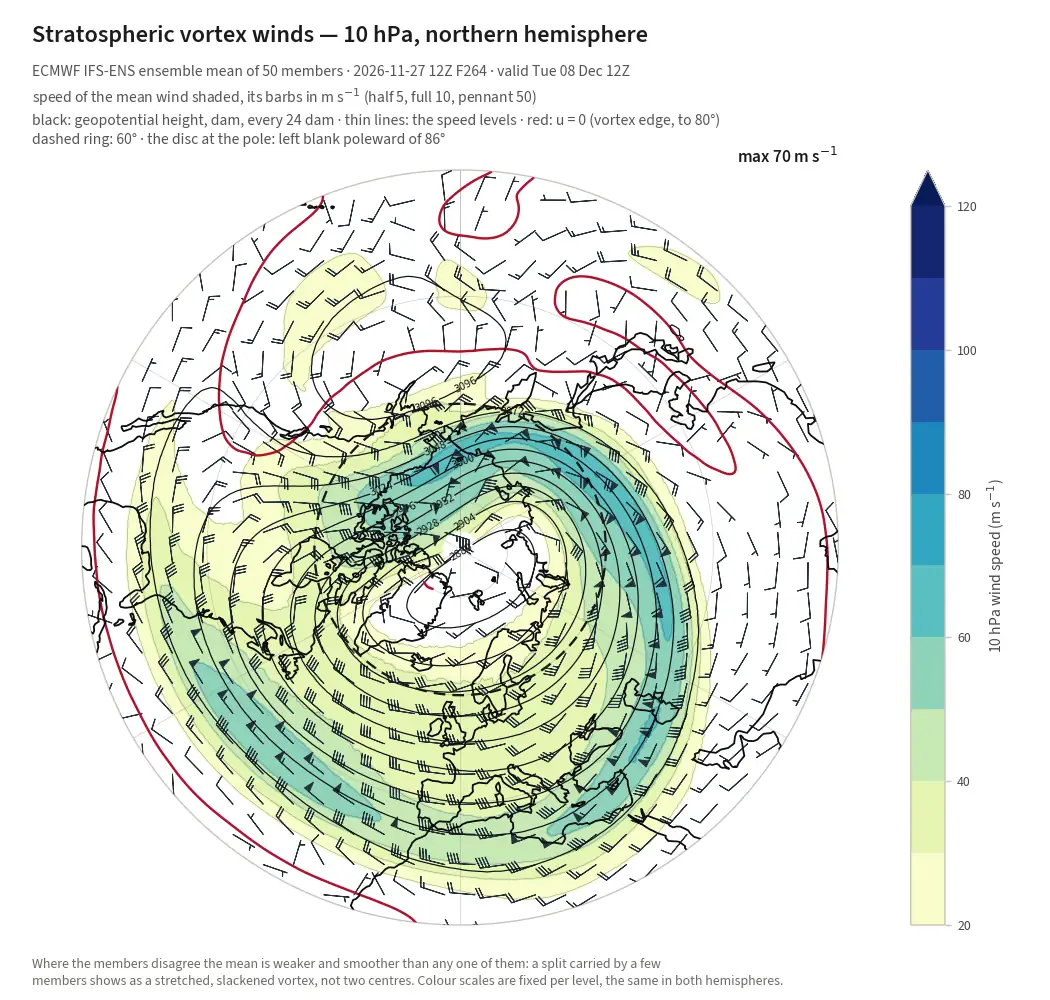 Stratospheric vortex winds — 10 hPa, northern hemisphere
ECMWF IFS-ENS ensemble mean of 50 members · 2026-11-27 12Z F264 · valid Tue 08 Dec 12Z
speed of the mean wind shaded, its barbs in m s⁻¹ (half 5, full 10, pennant 50)
black: geopotential height, dam, every 24 dam · thin lines: the speed levels · red: u = 0 (vortex edge, to 80°)
dashed ring: 60° · the disc at the pole: left blank poleward of 86°
max 70 m s⁻¹
120
100
80
60
40
20
10 hPa wind speed (m s⁻¹)
3096
3096
2904
2928
Where the members disagree the mean is weaker and smoother than any one of them: a split carried by a few
members shows as a stretched, slackened vortex, not two centres. Colour scales are fixed per level, the same in both hemispheres.